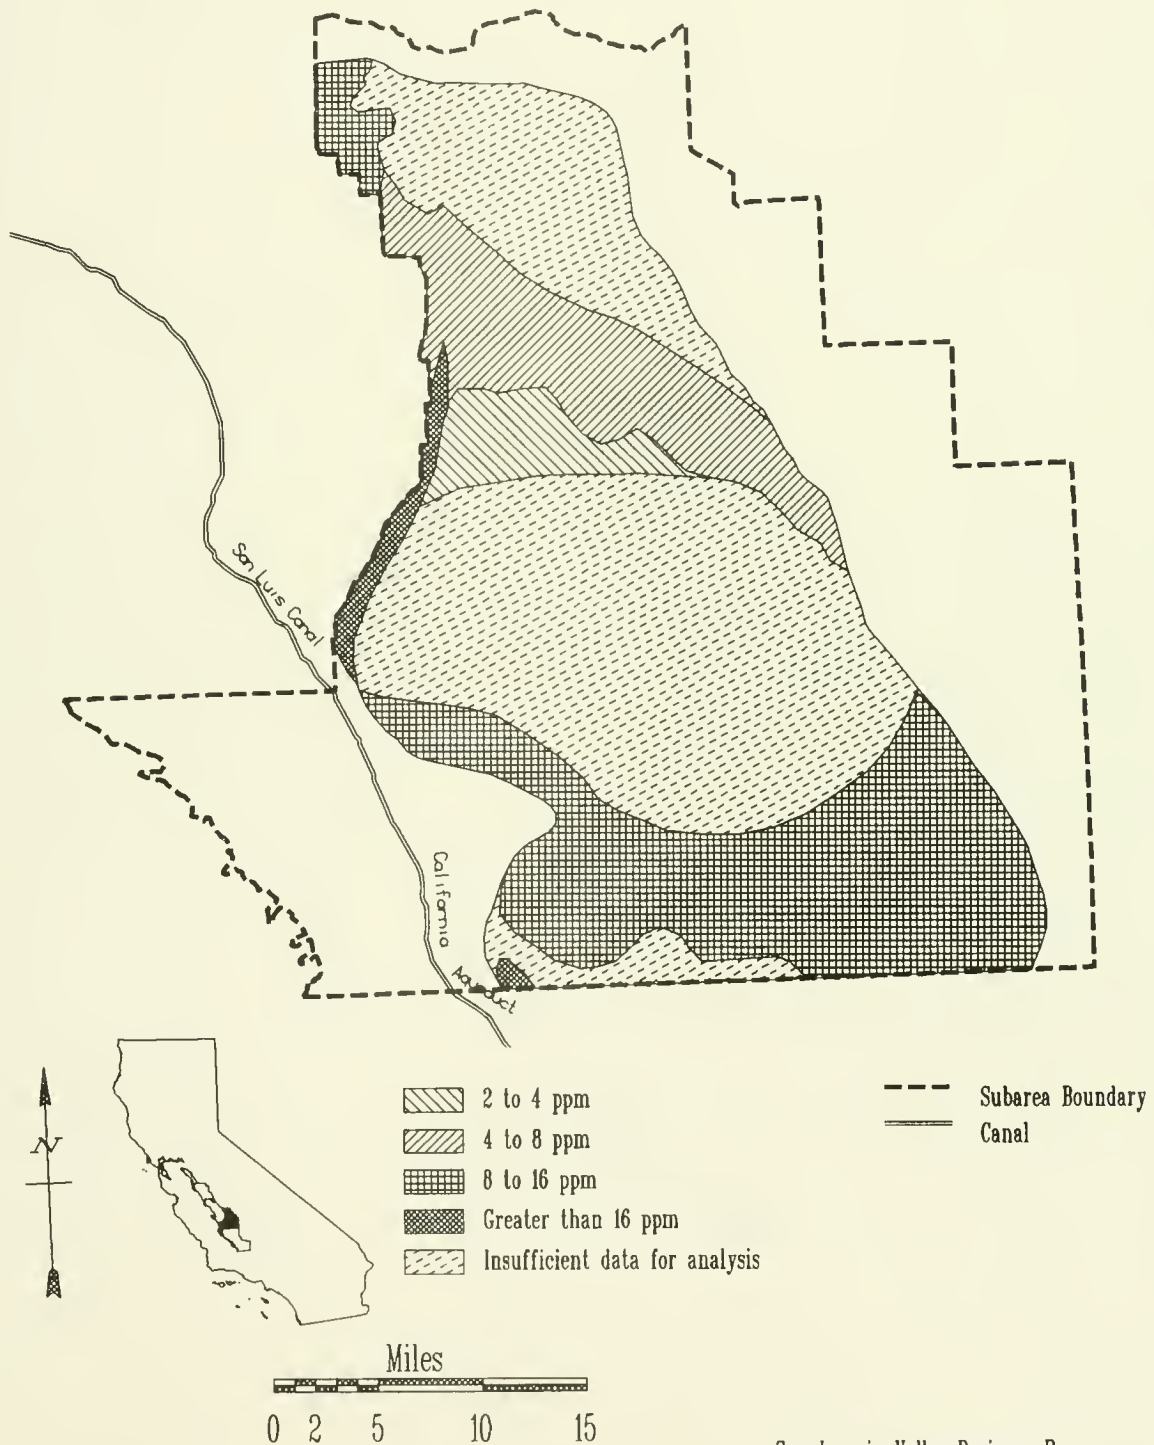 San Luis Canal
California
Aqueduct
N
2 to 4 ppm
4 to 8 ppm
8 to 16 ppm
Greater than 16 ppm
Insufficient data for analysis
Subarea Boundary
Canal
Miles
0 2 5 10 15